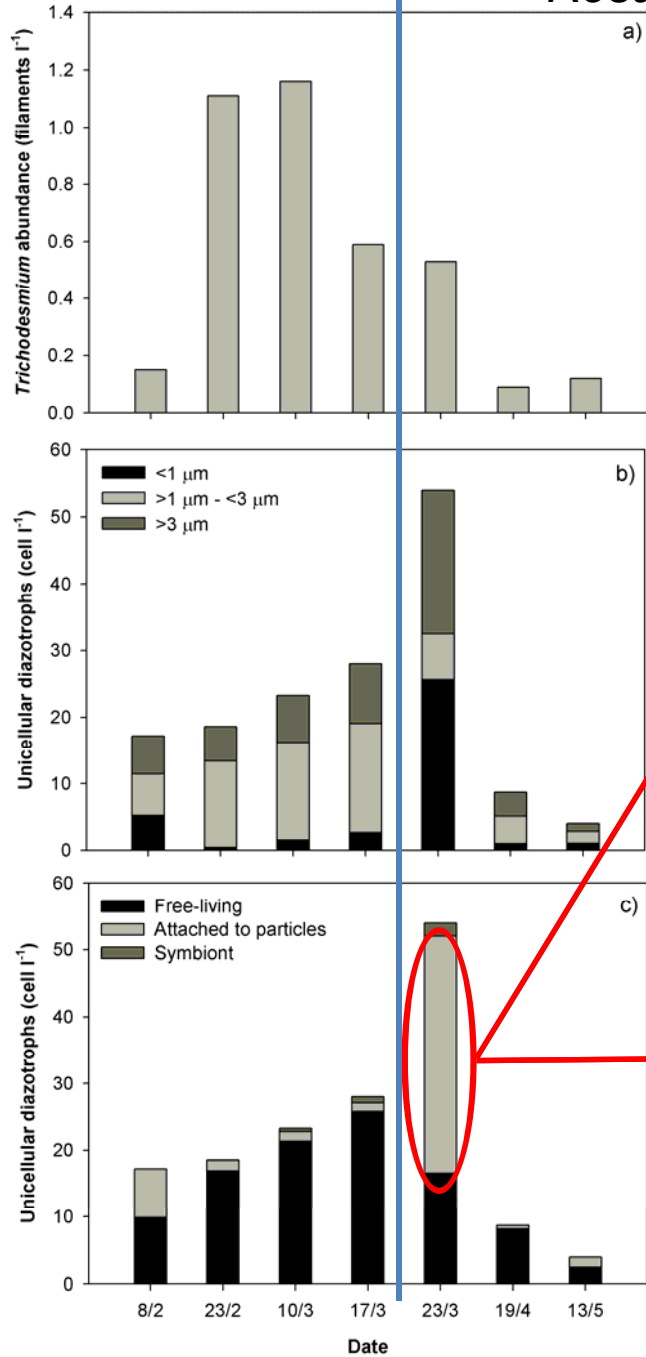 a)
Trichodesmium abundance (filaments l⁻¹)
1.4
1.2
1.0
0.8
0.6
0.4
0.2
0.0
b)
Unicellular diazotrophs (cell l⁻¹)
60
50
40
30
20
10
0
<1 μm
>1 μm - <3 μm
>3 μm
c)
Unicellular diazotrophs (cell l⁻¹)
60
50
40
30
20
10
0
Free-living
Attached to particles
Symbiont
8/2 23/2 10/3 17/3 23/3 19/4 13/5
Date